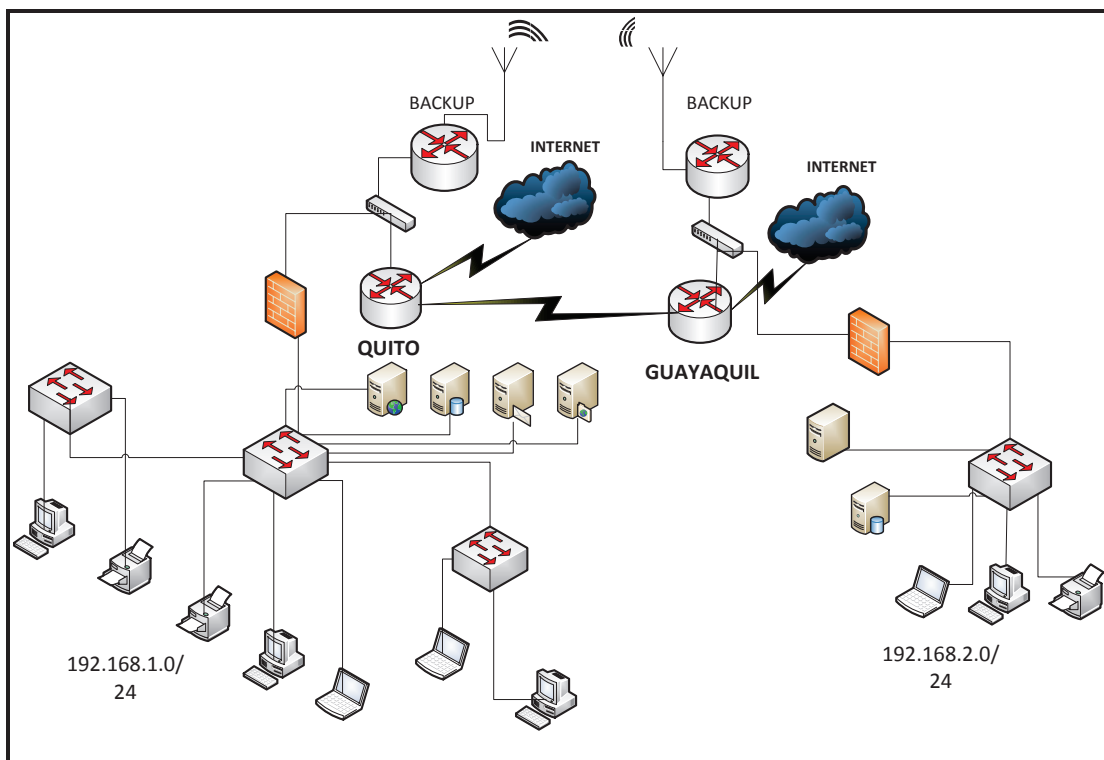 BACKUP
BACKUP
INTERNET
INTERNET
QUITO
GUAYAQUIL
192.168.1.0/
24
192.168.2.0/
24